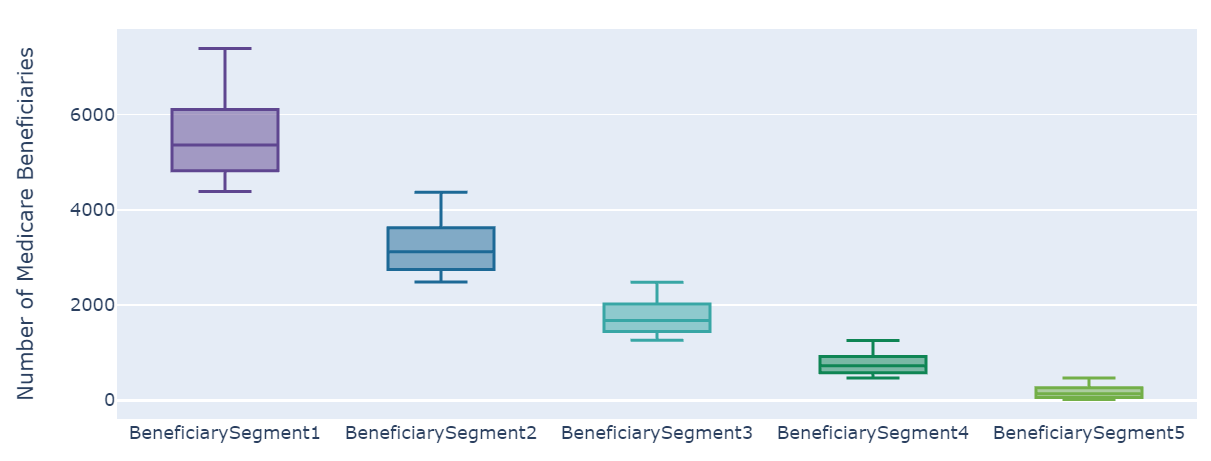 Number of Medicare Beneficiaries
6000
4000
2000
0
BeneficiarySegment1 BeneficiarySegment2 BeneficiarySegment3 BeneficiarySegment4 BeneficiarySegment5